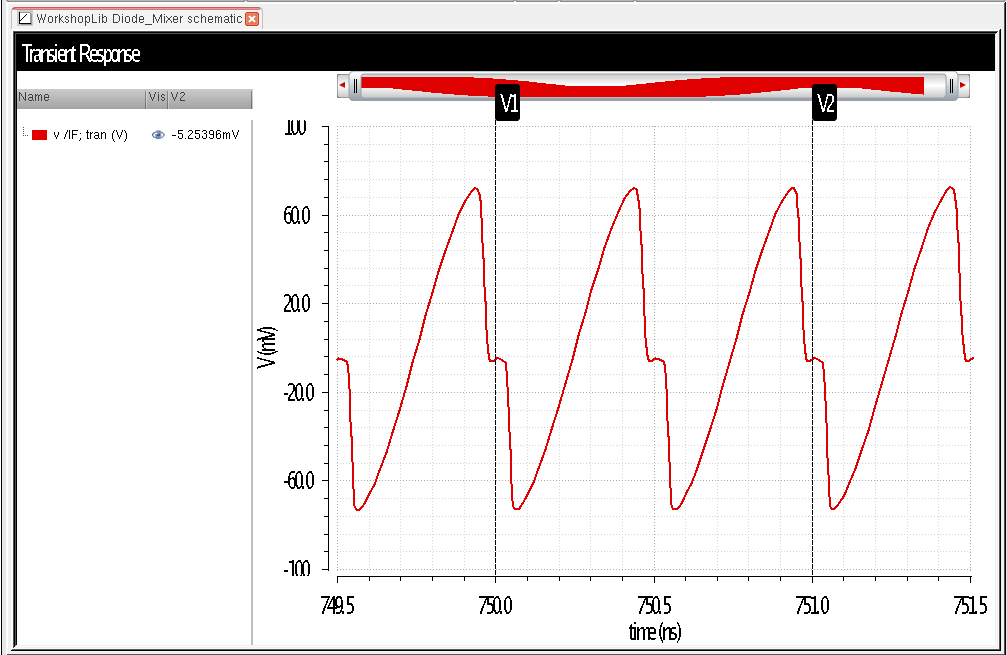 WorkshopLib Diode_Mixer schematic
Transient Response
Name Vis V2
v /IF; tran (V) -5.25396mV
V1 V2
100
60.0
20.0
-20.0
-60.0
-100
V (mV)
749.5 750.0 750.5 751.0 751.5
time (ns)